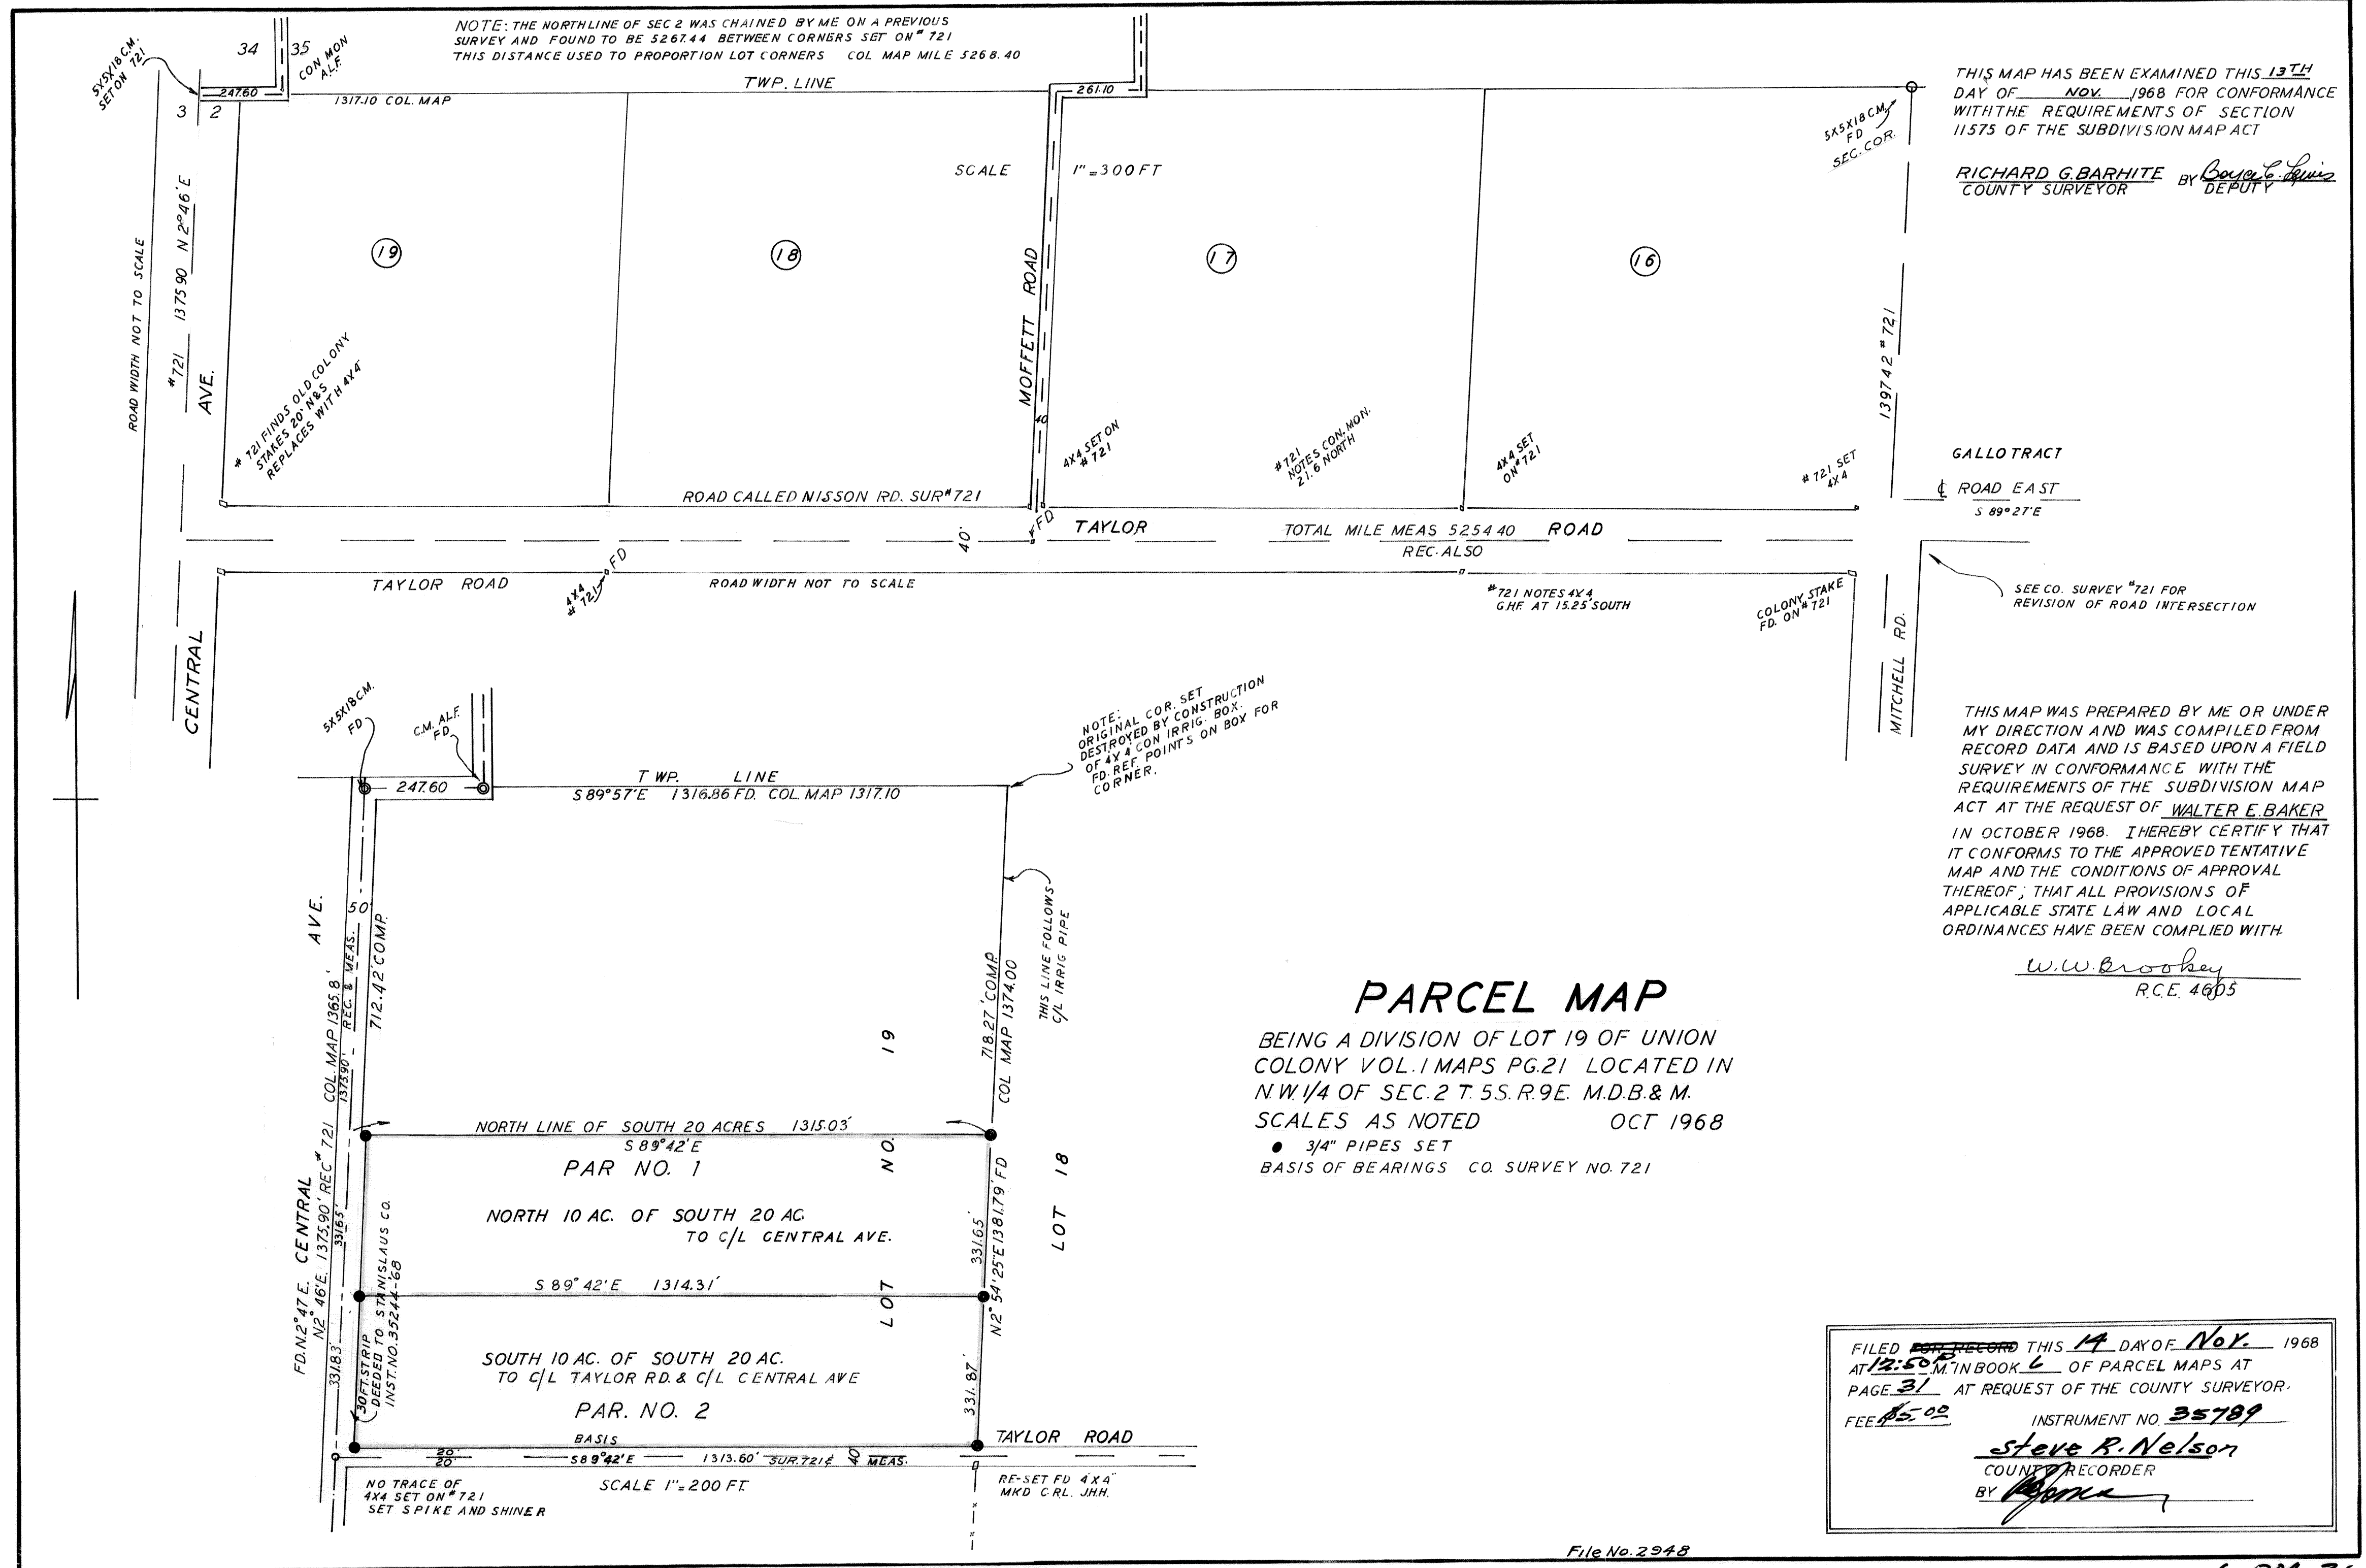 NOTE: THE NORTH LINE OF SEC 2 WAS CHAINED BY ME ON A PREVIOUS
SURVEY AND FOUND TO BE 5267.44 BETWEEN CORNERS SET ON # 721
THIS DISTANCE USED TO PROPORTION LOT CORNERS COL MAP MILE 5268.40
5X5X18 C.M.
SET ON 721
34
35
CON MON
A.L.F.
247.60
3
2
1317.10 COL. MAP
TWP. LINE
261.10
5X5X18 C.M.
FD
SEC. COR.
SCALE 1" = 300 FT
THIS MAP HAS BEEN EXAMINED THIS 13TH
DAY OF NOV. 1968 FOR CONFORMANCE
WITH THE REQUIREMENTS OF SECTION
11575 OF THE SUBDIVISION MAP ACT
RICHARD G. BARHITE BY Boyce C. Lewis
COUNTY SURVEYOR DEPUTY
ROAD WIDTH NOT TO SCALE
#721 1375.90 N 2°46'E
CENTRAL AVE.
19
18
17
16
MOFFETT ROAD
40
1397.42 #721
# 721 FINDS OLD COLONY
STAKES 20' N&S
REPLACES WITH 4X4
4X4 SET ON
# 721
#721
NOTES CON. MON.
21.6 NORTH
4X4 SET
ON #721
# 721 SET
4X4
GALLO TRACT
℄ ROAD EAST
S 89°27'E
ROAD CALLED NISSON RD. SUR #721
40'
FD
TAYLOR ROAD
TOTAL MILE MEAS 5254.40
REC. ALSO
TAYLOR ROAD
4X4
# 721
FD
ROAD WIDTH NOT TO SCALE
#721 NOTES 4X4
G.H.F. AT 15.25' SOUTH
COLONY STAKE
FD. ON #721
MITCHELL RD.
SEE CO. SURVEY #721 FOR
REVISION OF ROAD INTERSECTION
5X5X18 C.M.
FD
C.M. ALF.
FD
NOTE:
ORIGINAL COR. SET
DESTROYED BY CONSTRUCTION
OF 4X4 CON IRRIG. BOX.
FD. REF. POINTS ON BOX FOR
CORNER.
247.60
TWP. LINE
S 89°57'E 1316.86 FD. COL. MAP 1317.10
THIS MAP WAS PREPARED BY ME OR UNDER
MY DIRECTION AND WAS COMPILED FROM
RECORD DATA AND IS BASED UPON A FIELD
SURVEY IN CONFORMANCE WITH THE
REQUIREMENTS OF THE SUBDIVISION MAP
ACT AT THE REQUEST OF WALTER E. BAKER
IN OCTOBER 1968. I HEREBY CERTIFY THAT
IT CONFORMS TO THE APPROVED TENTATIVE
MAP AND THE CONDITIONS OF APPROVAL
THEREOF; THAT ALL PROVISIONS OF
APPLICABLE STATE LAW AND LOCAL
ORDINANCES HAVE BEEN COMPLIED WITH.
W.W. Brookey
R.C.E. 4605
FD. N.2°47'E. CENTRAL AVE.
N.2°46'E. 1375.90' REC # 721 COL. MAP 1365.8'
1375.90' REC. & MEAS.
50'
712.42' COMP.
718.27' COMP.
COL MAP 1374.00
THIS LINE FOLLOWS
C/L IRRIG PIPE
LOT NO. 19
LOT 18
PARCEL MAP
BEING A DIVISION OF LOT 19 OF UNION
COLONY VOL. 1 MAPS PG. 21 LOCATED IN
N.W. 1/4 OF SEC. 2 T. 5S. R. 9E. M.D.B. & M.
SCALES AS NOTED OCT 1968
● 3/4" PIPES SET
BASIS OF BEARINGS CO. SURVEY NO. 721
NORTH LINE OF SOUTH 20 ACRES 1315.03'
S 89°42'E
PAR NO. 1
NORTH 10 AC. OF SOUTH 20 AC.
TO C/L CENTRAL AVE.
331.65'
331.65'
N2°54'25"E 1381.79' FD
S 89°42'E 1314.31'
SOUTH 10 AC. OF SOUTH 20 AC.
TO C/L TAYLOR RD. & C/L CENTRAL AVE
PAR. NO. 2
331.83'
331.87'
30 FT. STRIP
DEEDED TO STANISLAUS CO.
INST. NO. 35244-68
BASIS
20'
20'
S 89°42'E 1313.60' SUR. 721 ¢ 40 MEAS.
TAYLOR ROAD
NO TRACE OF
4X4 SET ON #721
SET SPIKE AND SHINER
SCALE 1" = 200 FT.
RE-SET FD 4"X4"
MKD C.R.L. J.H.H.
FILED FOR RECORD THIS 14 DAY OF NOV. 1968
AT 12:50 P.M. IN BOOK 6 OF PARCEL MAPS AT
PAGE 31 AT REQUEST OF THE COUNTY SURVEYOR.
FEE $5.00 INSTRUMENT NO. 35789
Steve R. Nelson
COUNTY RECORDER
BY
File No. 2948